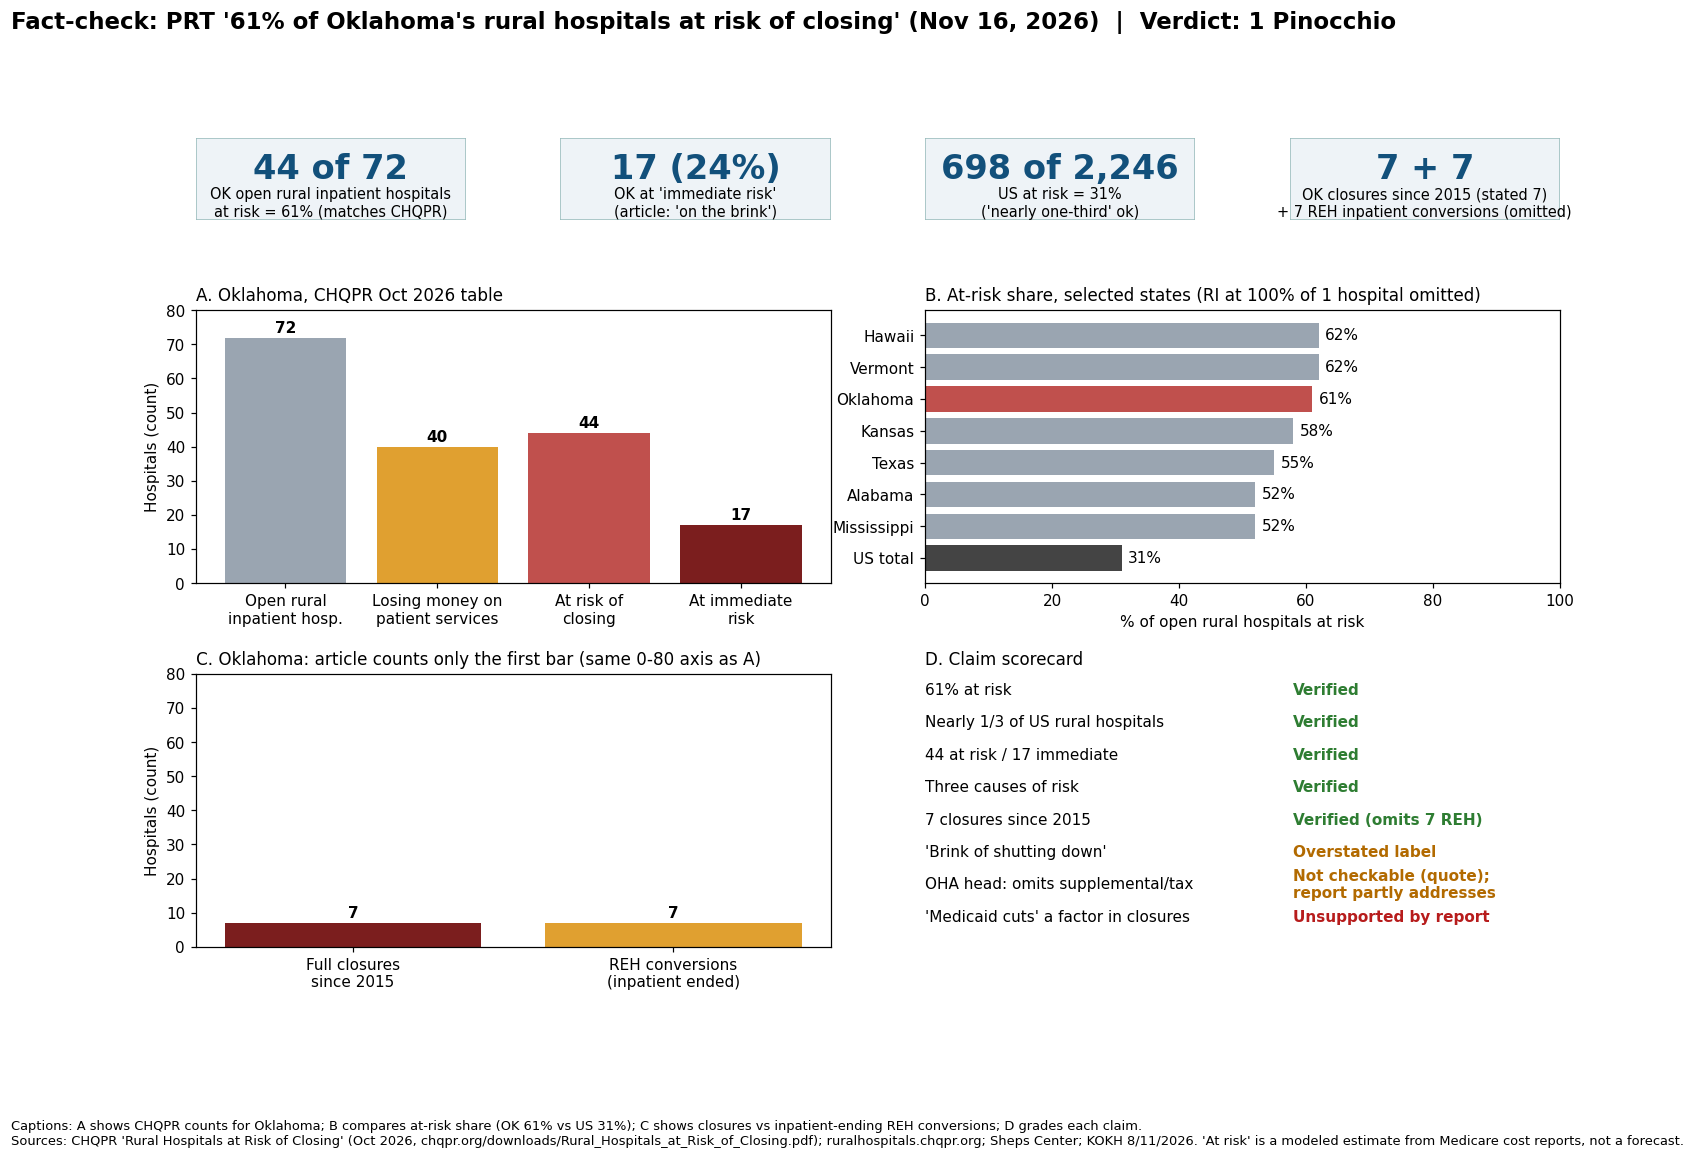 Fact-check: PRT '61% of Oklahoma's rural hospitals at risk of closing' (Nov 16, 2026)  |  Verdict: 1 Pinocchio
44 of 72
OK open rural inpatient hospitals
at risk = 61% (matches CHQPR)
17 (24%)
OK at 'immediate risk'
(article: 'on the brink')
698 of 2,246
US at risk = 31%
('nearly one-third' ok)
7 + 7
OK closures since 2015 (stated 7)
+ 7 REH inpatient conversions (omitted)
A. Oklahoma, CHQPR Oct 2026 table
Hospitals (count)
80
70
60
50
40
30
20
10
0
72
40
44
17
Open rural
inpatient hosp.
Losing money on
patient services
At risk of
closing
At immediate
risk
B. At-risk share, selected states (RI at 100% of 1 hospital omitted)
Hawaii 62%
Vermont 62%
Oklahoma 61%
Kansas 58%
Texas 55%
Alabama 52%
Mississippi 52%
US total 31%
0 20 40 60 80 100
% of open rural hospitals at risk
C. Oklahoma: article counts only the first bar (same 0-80 axis as A)
Hospitals (count)
80
70
60
50
40
30
20
10
0
7
7
Full closures
since 2015
REH conversions
(inpatient ended)
D. Claim scorecard
61% at risk Verified
Nearly 1/3 of US rural hospitals Verified
44 at risk / 17 immediate Verified
Three causes of risk Verified
7 closures since 2015 Verified (omits 7 REH)
'Brink of shutting down' Overstated label
OHA head: omits supplemental/tax Not checkable (quote);
report partly addresses
'Medicaid cuts' a factor in closures Unsupported by report
Captions: A shows CHQPR counts for Oklahoma; B compares at-risk share (OK 61% vs US 31%); C shows closures vs inpatient-ending REH conversions; D grades each claim.
Sources: CHQPR 'Rural Hospitals at Risk of Closing' (Oct 2026, chqpr.org/downloads/Rural_Hospitals_at_Risk_of_Closing.pdf); ruralhospitals.chqpr.org; Sheps Center; KOKH 8/11/2026. 'At risk' is a modeled estimate from Medicare cost reports, not a forecast.